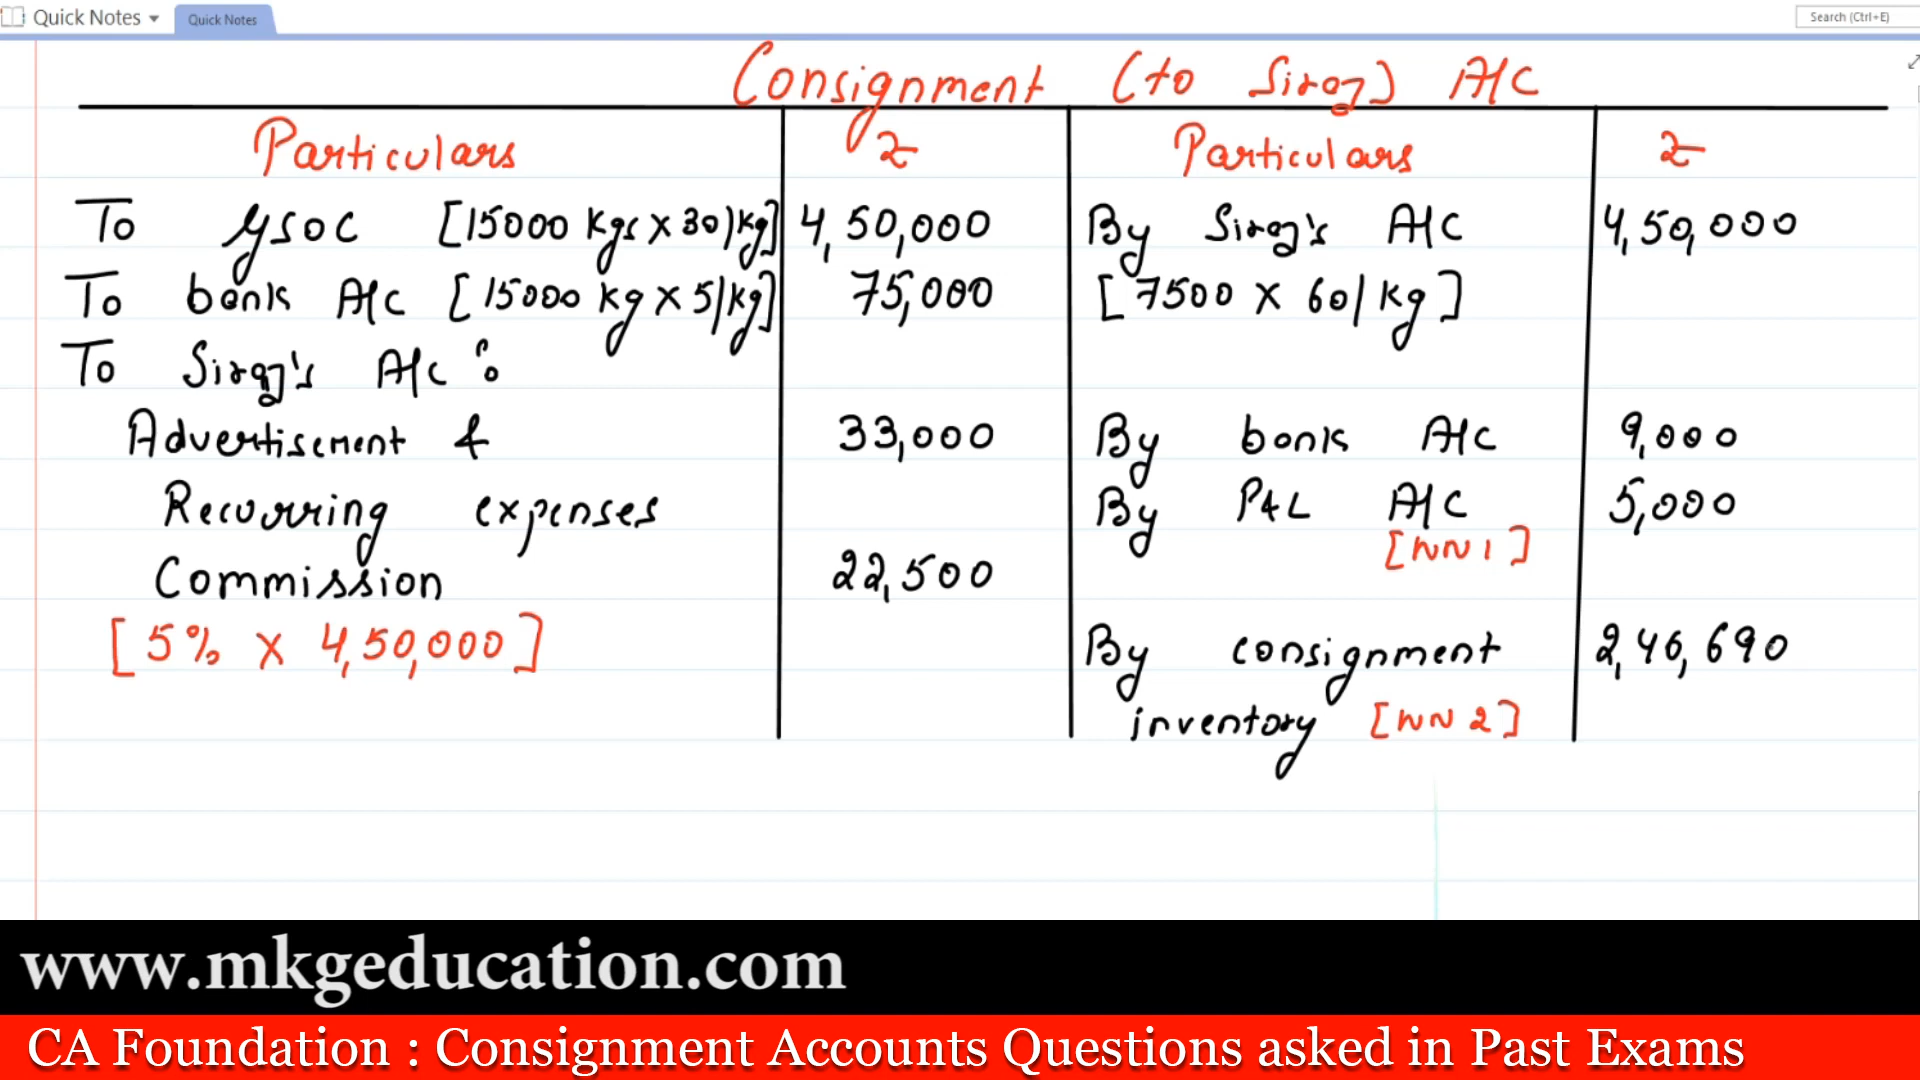 Quick Notes
Quick Notes
Search (Ctrl+E)
Consignment (to Siraj) A/C
Particulars ₹ Particulars ₹
To GSOC [15000 Kgs x 30/kg] 4,50,000 By Siraj's A/C 4,50,000
To bank A/C [15000 kg x 5/kg] 75,000 [7500 x 60/kg]
To Siraj's A/C :
Advertisement & 33,000 By bank A/C 9,000
Recurring expenses By P&L A/C 5,000
[WN 1]
Commission 22,500
[5% x 4,50,000] By consignment 2,46,690
inventory [WN 2]
www.mkgeducation.com
CA Foundation : Consignment Accounts Questions asked in Past Exams